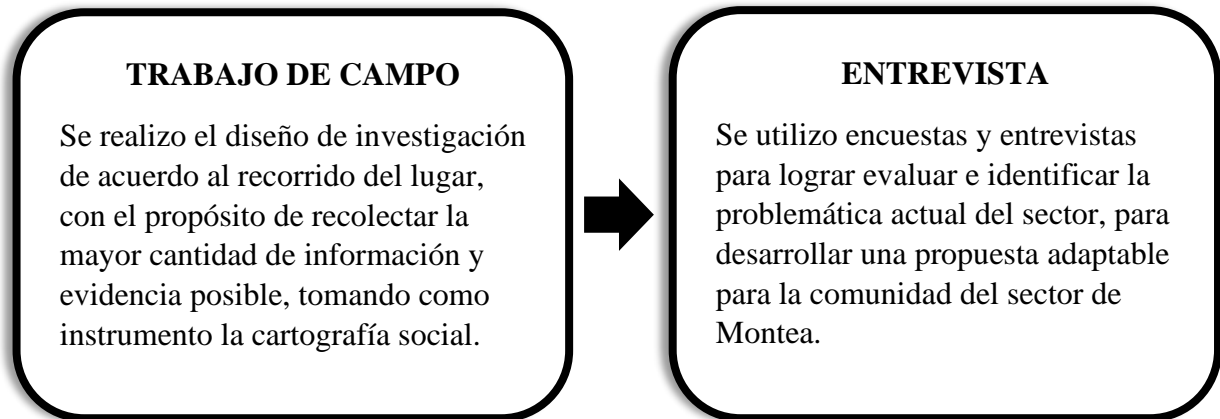 TRABAJO DE CAMPO
Se realizo el diseño de investigación
de acuerdo al recorrido del lugar,
con el propósito de recolectar la
mayor cantidad de información y
evidencia posible, tomando como
instrumento la cartografía social.
ENTREVISTA
Se utilizo encuestas y entrevistas
para lograr evaluar e identificar la
problemática actual del sector, para
desarrollar una propuesta adaptable
para la comunidad del sector de
Montea.